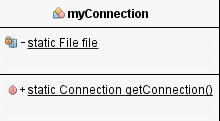 myConnection
- static File file
+ static Connection getConnection()